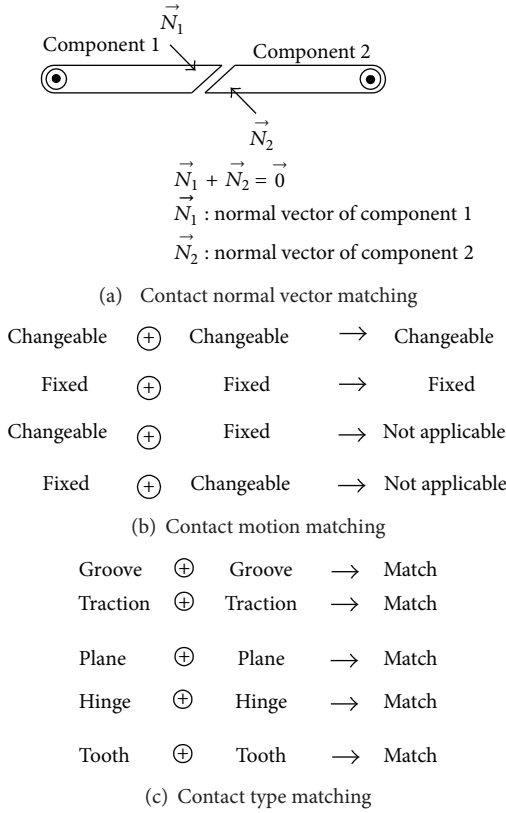 N⃗₁
Component 1
Component 2
N⃗₂
N⃗₁ + N⃗₂ = 0⃗
N⃗₁ : normal vector of component 1
N⃗₂ : normal vector of component 2
(a) Contact normal vector matching
Changeable ⊕ Changeable → Changeable
Fixed ⊕ Fixed → Fixed
Changeable ⊕ Fixed → Not applicable
Fixed ⊕ Changeable → Not applicable
(b) Contact motion matching
Groove ⊕ Groove → Match
Traction ⊕ Traction → Match
Plane ⊕ Plane → Match
Hinge ⊕ Hinge → Match
Tooth ⊕ Tooth → Match
(c) Contact type matching